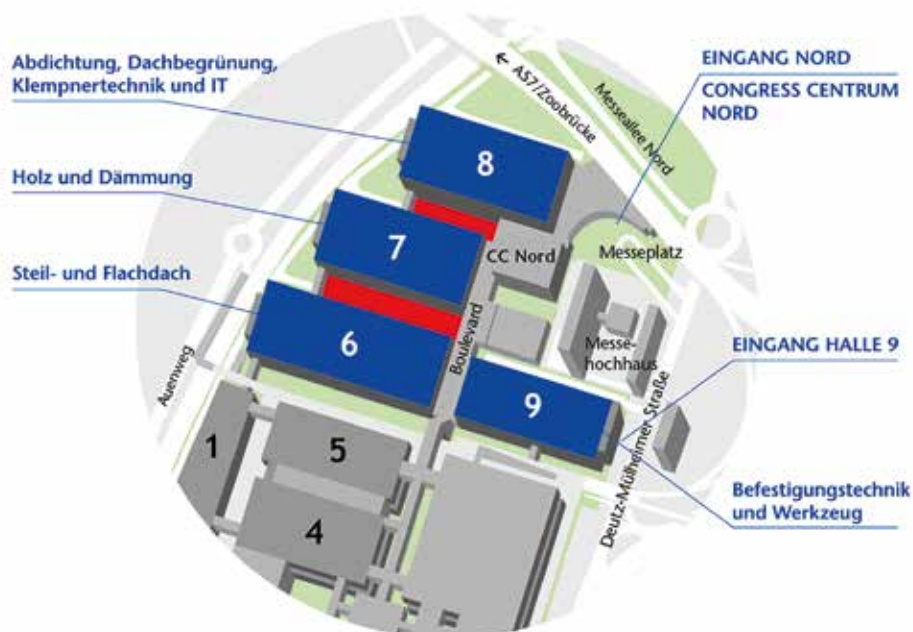 Abdichtung, Dachbegrünung,
Klempnertechnik und IT
Holz und Dämmung
Steil- und Flachdach
EINGANG NORD
CONGRESS CENTRUM
NORD
← A57/Zoobrücke
Messeallee Nord
8
7
CC Nord
Messeplatz
6
Boulevard
Messe-
hochhaus
EINGANG HALLE 9
9
Auenweg
1
5
4
Deutz-Mülheimer Straße
Befestigungstechnik
und Werkzeug